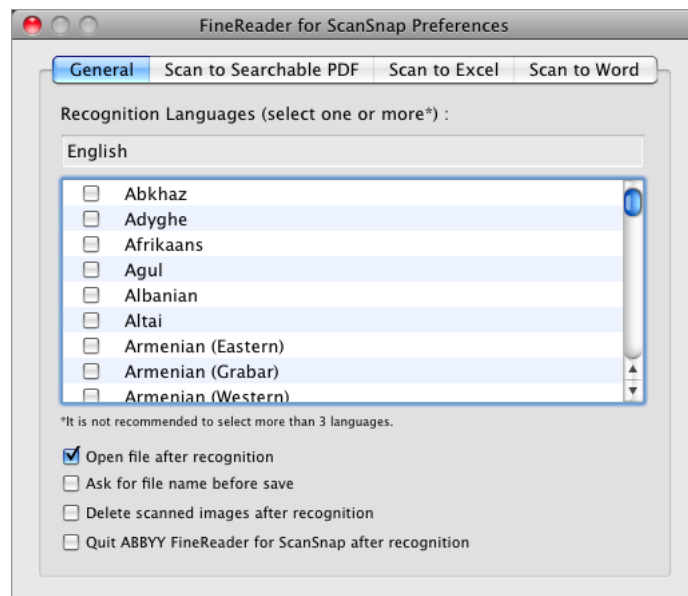 FineReader for ScanSnap Preferences
General Scan to Searchable PDF Scan to Excel Scan to Word
Recognition Languages (select one or more*) :
English
Abkhaz
Adyghe
Afrikaans
Agul
Albanian
Altai
Armenian (Eastern)
Armenian (Grabar)
Armenian (Western)
*It is not recommended to select more than 3 languages.
Open file after recognition
Ask for file name before save
Delete scanned images after recognition
Quit ABBYY FineReader for ScanSnap after recognition